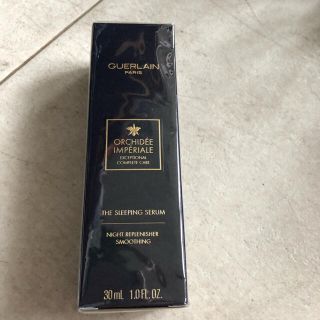 GUERLAIN
PARIS
ORCHIDÉE
IMPÉRIALE
EXCEPTIONAL
COMPLETE CARE
THE SLEEPING SERUM
NIGHT REPLENISHER
SMOOTHING
30 mL 1.0 FL. OZ.